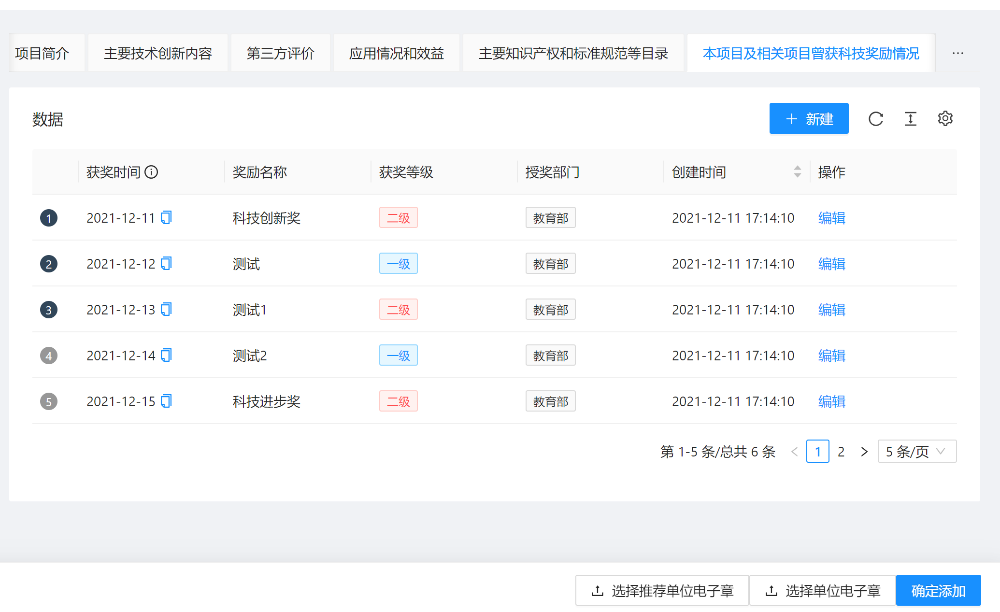 项目简介 主要技术创新内容 第三方评价 应用情况和效益 主要知识产权和标准规范等目录 本项目及相关项目曾获科技奖励情况 ···
数据 + 新建
获奖时间 奖励名称 获奖等级 授奖部门 创建时间 操作
1 2021-12-11 科技创新奖 二级 教育部 2021-12-11 17:14:10 编辑
2 2021-12-12 测试 一级 教育部 2021-12-11 17:14:10 编辑
3 2021-12-13 测试1 二级 教育部 2021-12-11 17:14:10 编辑
4 2021-12-14 测试2 一级 教育部 2021-12-11 17:14:10 编辑
5 2021-12-15 科技进步奖 二级 教育部 2021-12-11 17:14:10 编辑
第 1-5 条/总共 6 条 < 1 2 > 5 条/页
选择推荐单位电子章 选择单位电子章 确定添加